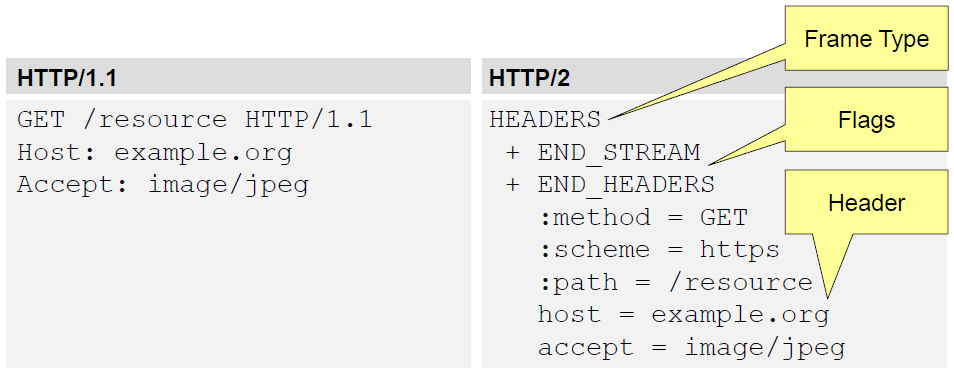 HTTP/1.1
GET /resource HTTP/1.1
Host: example.org
Accept: image/jpeg
HTTP/2
HEADERS
+ END_STREAM
+ END_HEADERS
:method = GET
:scheme = https
:path = /resource
host = example.org
accept = image/jpeg
Frame Type
Flags
Header